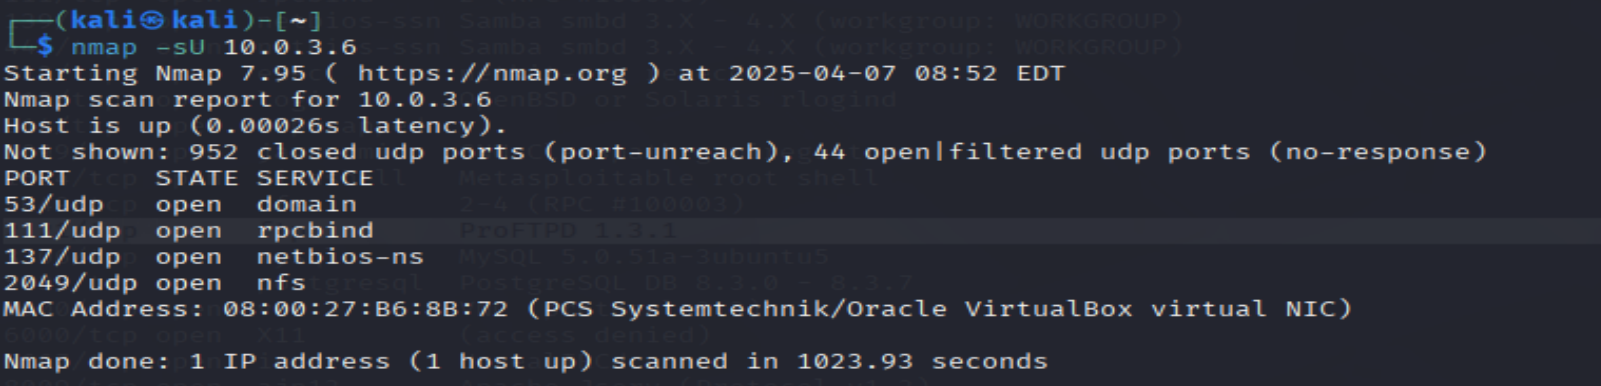 ┌──(kali㉿kali)-[~]
└─$ nmap -sU 10.0.3.6
Starting Nmap 7.95 ( https://nmap.org ) at 2025-04-07 08:52 EDT
Nmap scan report for 10.0.3.6
Host is up (0.00026s latency).
Not shown: 952 closed udp ports (port-unreach), 44 open|filtered udp ports (no-response)
PORT     STATE SERVICE
53/udp   open  domain
111/udp  open  rpcbind
137/udp  open  netbios-ns
2049/udp open  nfs
MAC Address: 08:00:27:B6:8B:72 (PCS Systemtechnik/Oracle VirtualBox virtual NIC)
Nmap done: 1 IP address (1 host up) scanned in 1023.93 seconds